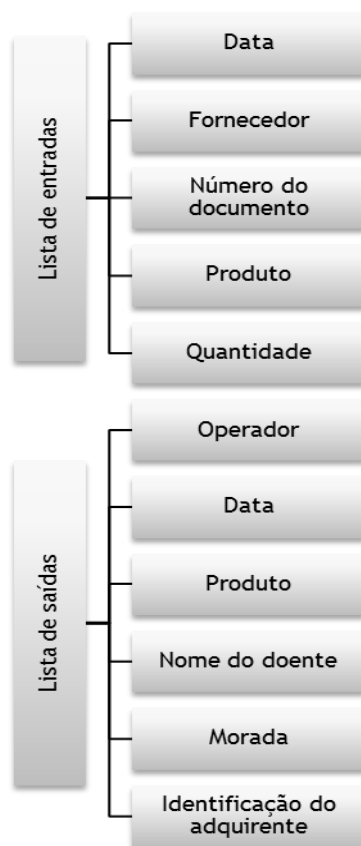 Lista de entradas
Data
Fornecedor
Número do
documento
Produto
Quantidade
Lista de saídas
Operador
Data
Produto
Nome do doente
Morada
Identificação do
adquirente